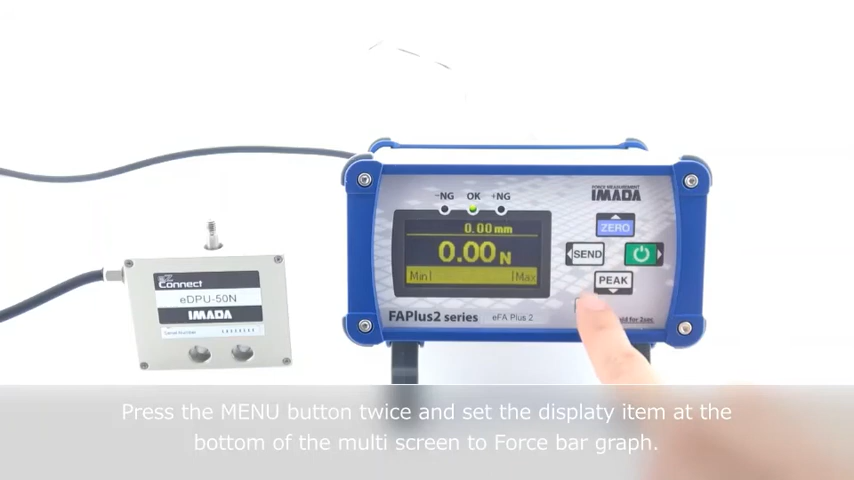 -NG OK +NG
FORCE MEASUREMENT
IMADA
0.00 mm
0.00 N
Min Max
ZERO
SEND
PEAK
FAPlus2 series eFA Plus 2
eZ
Connect
eDPU-50N
IMADA
Serial Number
Press the MENU button twice and set the displaty item at the
bottom of the multi screen to Force bar graph.